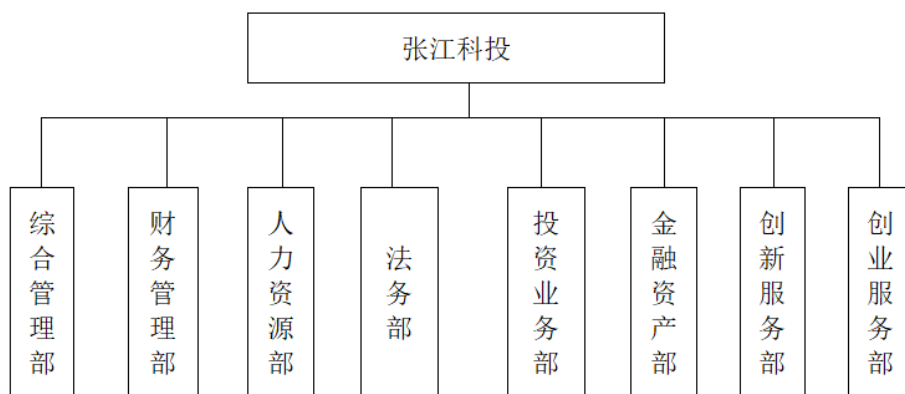 张江科投
综合管理部
财务管理部
人力资源部
法务部
投资业务部
金融资产部
创新服务部
创业服务部